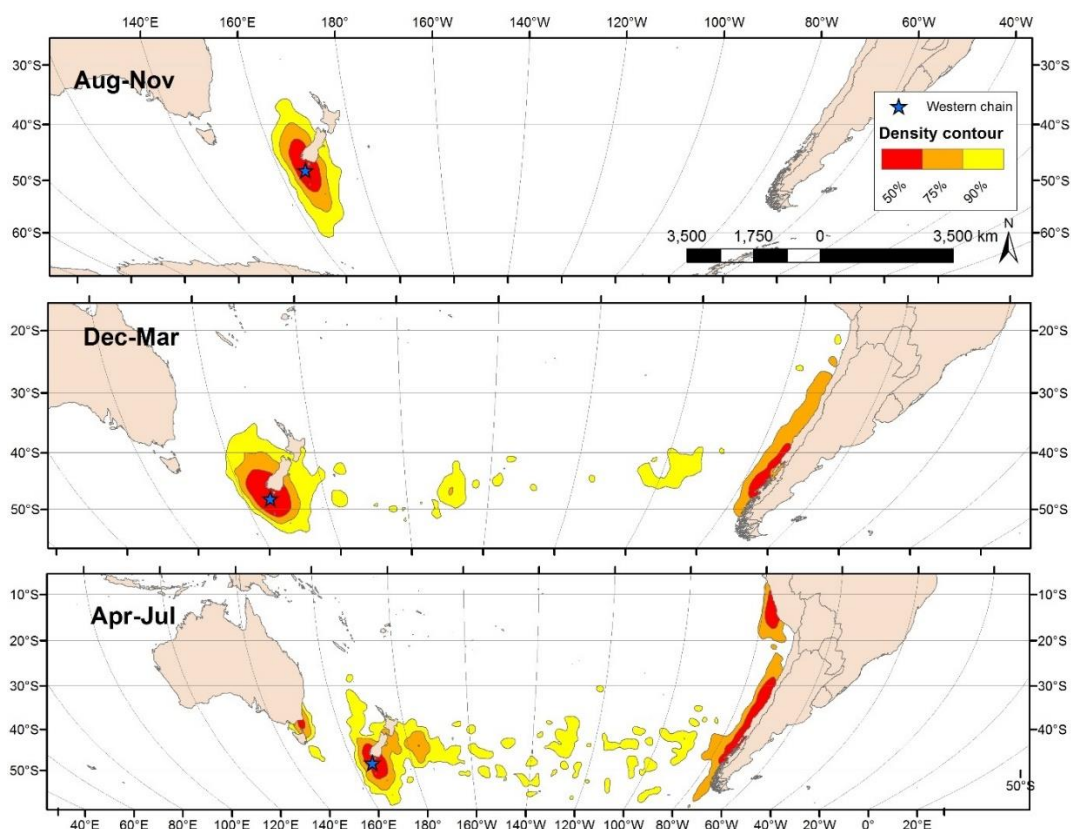 140°E 160°E 180° 160°W 140°W 120°W 100°W 80°W 60°W 40°W
Aug-Nov
30°S 30°S
40°S 40°S
50°S 50°S
60°S 60°S
Western chain
Density contour
50% 75% 90%
N
3,500 1,750 0 3,500 km
Dec-Mar
20°S 20°S
30°S 30°S
40°S 40°S
50°S 50°S
Apr-Jul
10°S 10°S
20°S 20°S
30°S 30°S
40°S 40°S
50°S 50°S
40°E 60°E 80°E 100°E 120°E 140°E 160°E 180° 160°W 140°W 120°W 100°W 80°W 60°W 40°W 20°W 0° 20°E